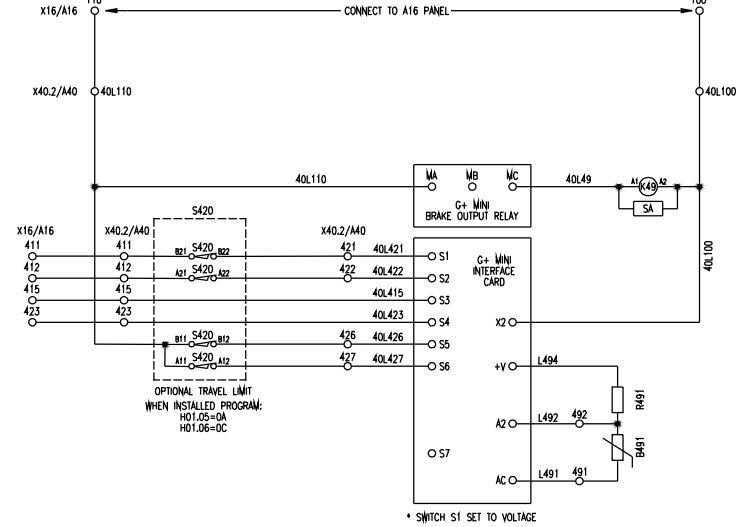 110
100
X16/A16
CONNECT TO A16 PANEL
X40.2/A40
40L110
40L100
40L110
MA
MB
MC
40L49
A1
K49
A2
SA
G+ MINI
BRAKE OUTPUT RELAY
S420
X16/A16
X40.2/A40
X40.2/A40
40L100
411
411
B21
S420
B22
421
40L421
S1
G+ MINI
INTERFACE
CARD
412
412
A21
S420
A22
422
40L422
S2
415
415
40L415
S3
423
423
40L423
S4
X2
B11
S420
B12
426
40L426
S5
A11
S420
A12
427
40L427
S6
+V
L494
R491
OPTIONAL TRAVEL LIMIT
WHEN INSTALLED PROGRAM:
H01.05=0A
H01.06=0C
A2
L492
492
B491
S7
AC
L491
491
* SWITCH S1 SET TO VOLTAGE